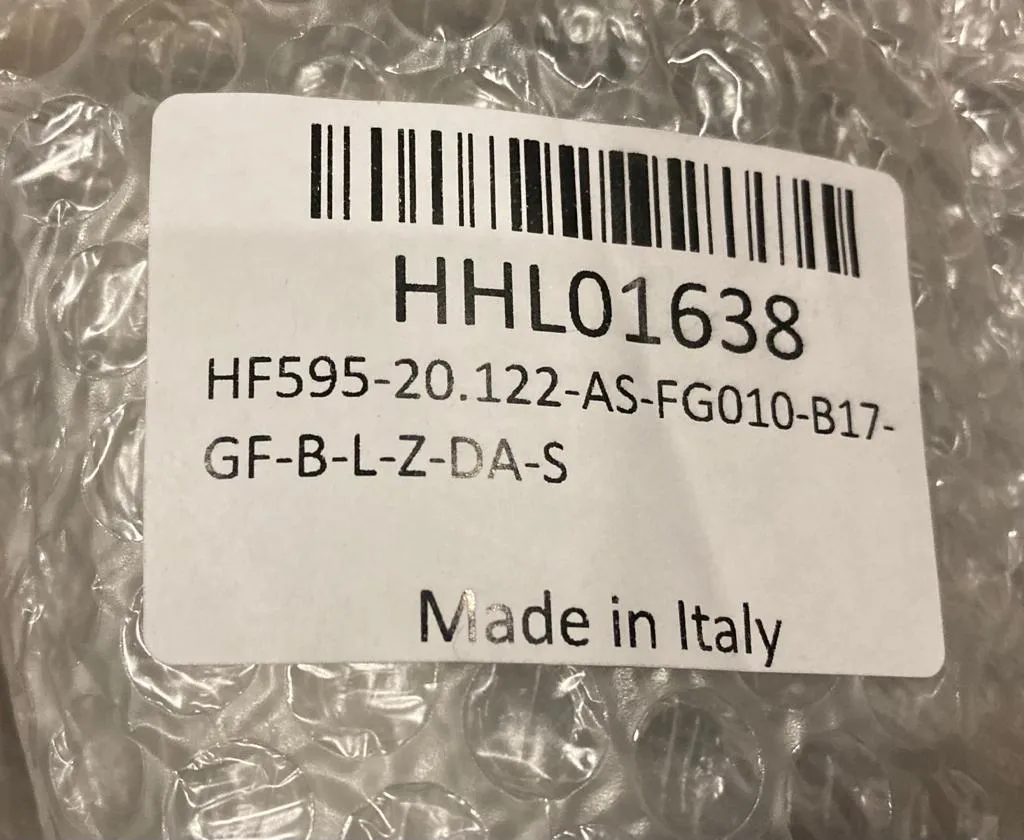 HHL01638
HF595-20.122-AS-FG010-B17-
GF-B-L-Z-DA-S
Made in Italy